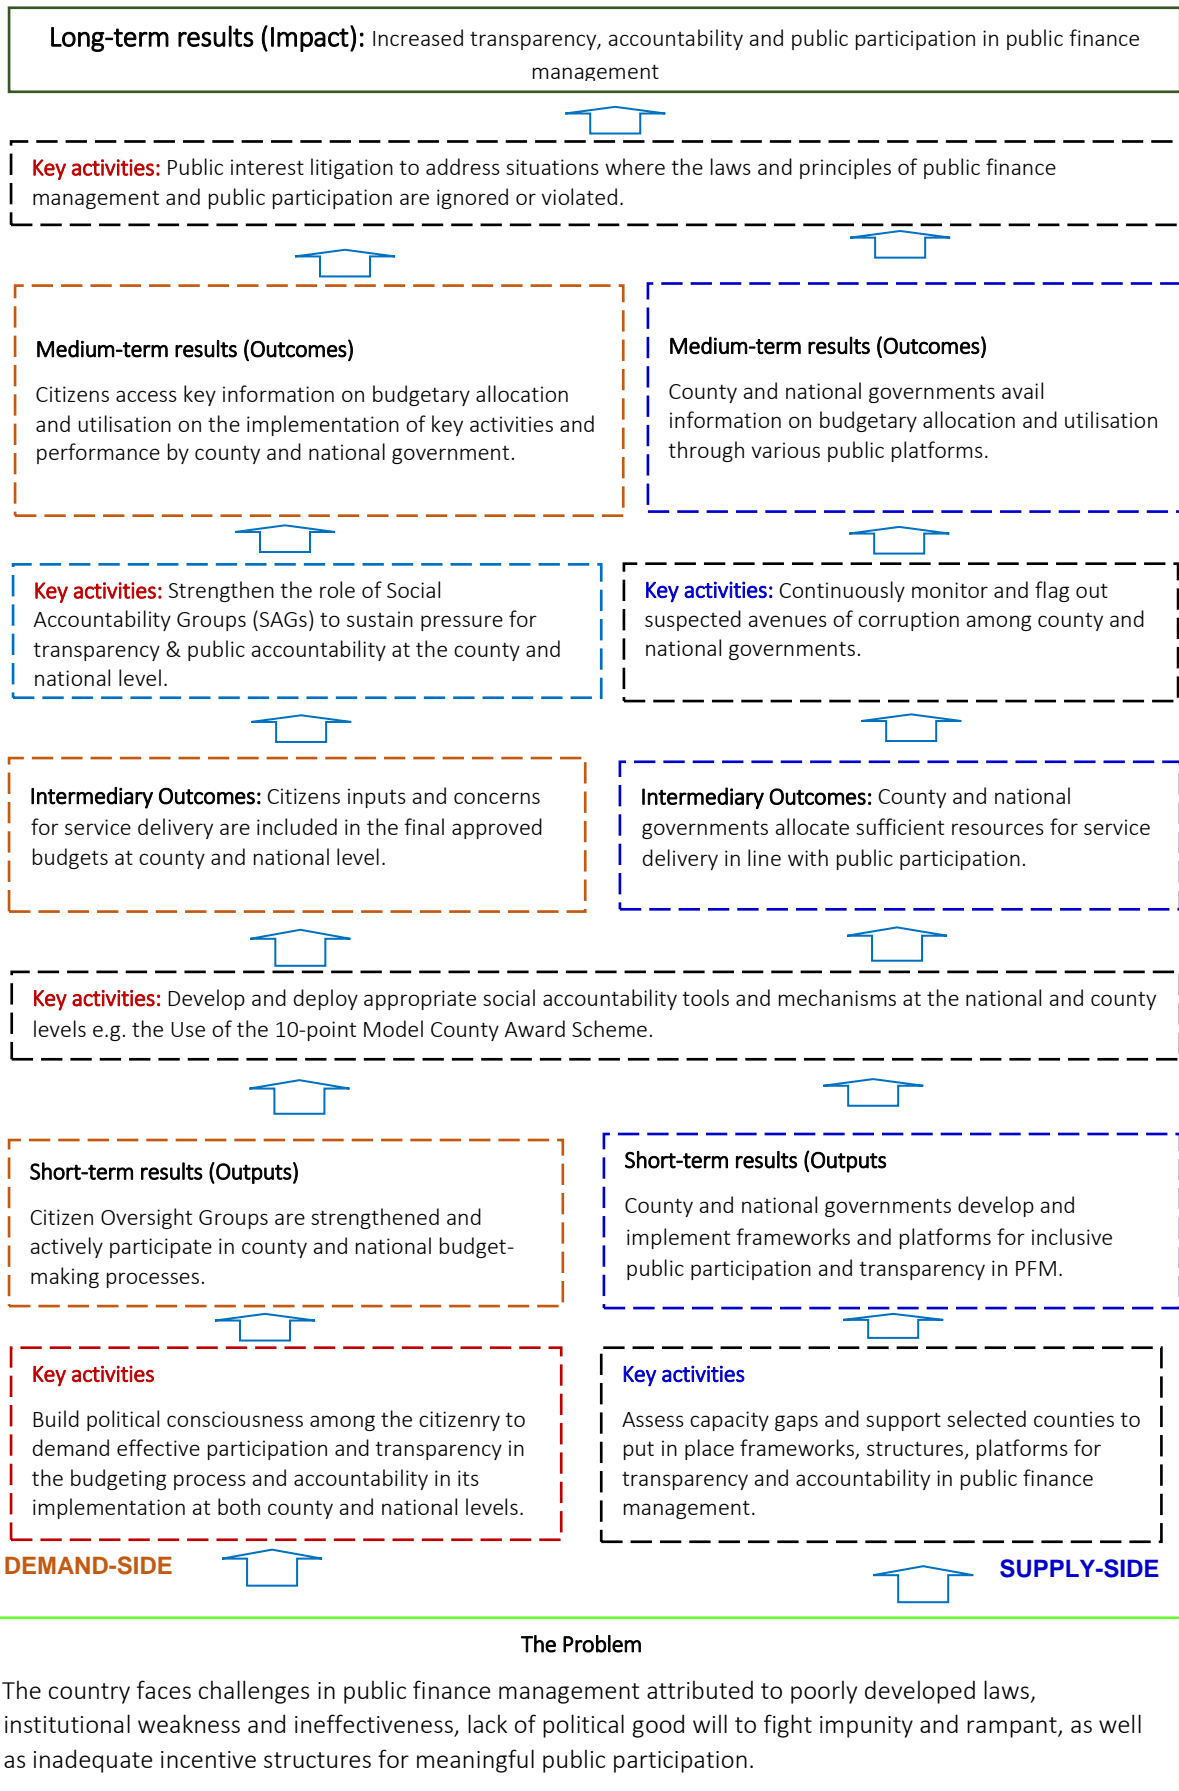 Long-term results (Impact): Increased transparency, accountability and public participation in public finance
management
Key activities: Public interest litigation to address situations where the laws and principles of public finance
management and public participation are ignored or violated.
Medium-term results (Outcomes)
Citizens access key information on budgetary allocation
and utilisation on the implementation of key activities and
performance by county and national government.
Medium-term results (Outcomes)
County and national governments avail
information on budgetary allocation and utilisation
through various public platforms.
Key activities: Strengthen the role of Social
Accountability Groups (SAGs) to sustain pressure for
transparency & public accountability at the county and
national level.
Key activities: Continuously monitor and flag out
suspected avenues of corruption among county and
national governments.
Intermediary Outcomes: Citizens inputs and concerns
for service delivery are included in the final approved
budgets at county and national level.
Intermediary Outcomes: County and national
governments allocate sufficient resources for service
delivery in line with public participation.
Key activities: Develop and deploy appropriate social accountability tools and mechanisms at the national and county
levels e.g. the Use of the 10-point Model County Award Scheme.
Short-term results (Outputs)
Citizen Oversight Groups are strengthened and
actively participate in county and national budget-
making processes.
Short-term results (Outputs
County and national governments develop and
implement frameworks and platforms for inclusive
public participation and transparency in PFM.
Key activities
Build political consciousness among the citizenry to
demand effective participation and transparency in
the budgeting process and accountability in its
implementation at both county and national levels.
Key activities
Assess capacity gaps and support selected counties to
put in place frameworks, structures, platforms for
transparency and accountability in public finance
management.
DEMAND-SIDE
SUPPLY-SIDE
The Problem
The country faces challenges in public finance management attributed to poorly developed laws,
institutional weakness and ineffectiveness, lack of political good will to fight impunity and rampant, as well
as inadequate incentive structures for meaningful public participation.